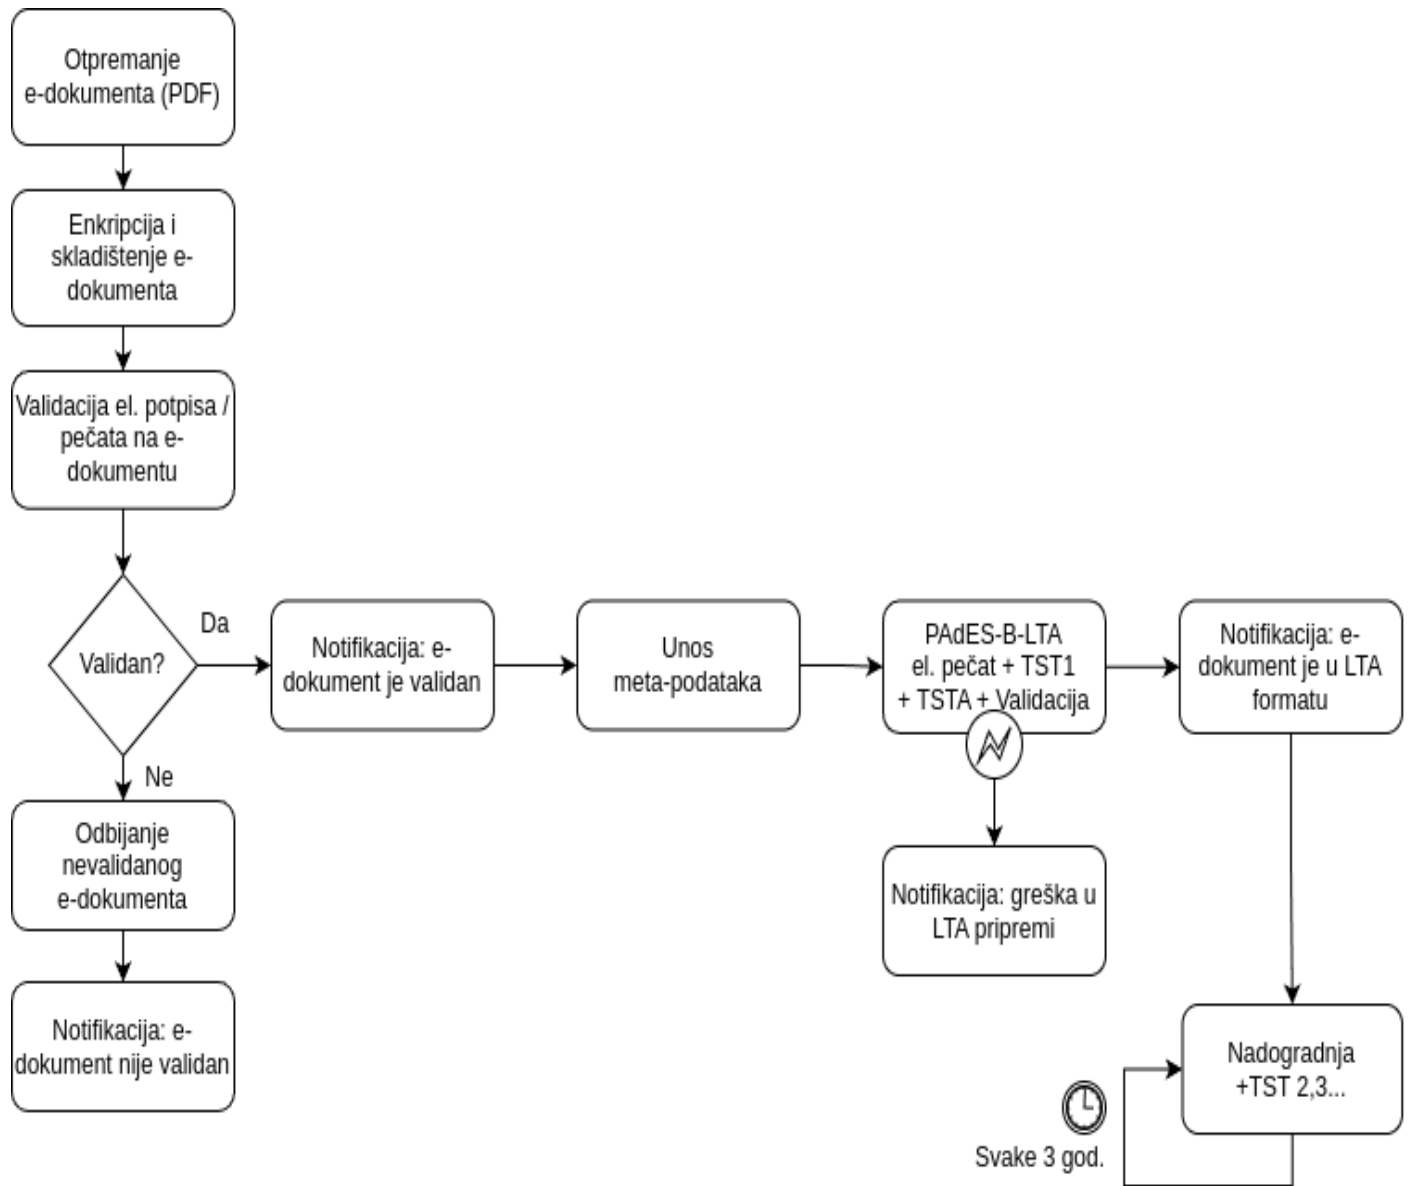 Otpremanje
e-dokumenta (PDF)
Enkripcija i
skladištenje e-
dokumenta
Validacija el. potpisa /
pečata na e-
dokumentu
Validan?
Da
Ne
Notifikacija: e-
dokument je validan
Unos
meta-podataka
PAdES-B-LTA
el. pečat + TST1
+ TSTA + Validacija
Notifikacija: e-
dokument je u LTA
formatu
Odbijanje
nevalidanog
e-dokumenta
Notifikacija: e-
dokument nije validan
Notifikacija: greška u
LTA pripremi
Nadogradnja
+TST 2,3...
Svake 3 god.